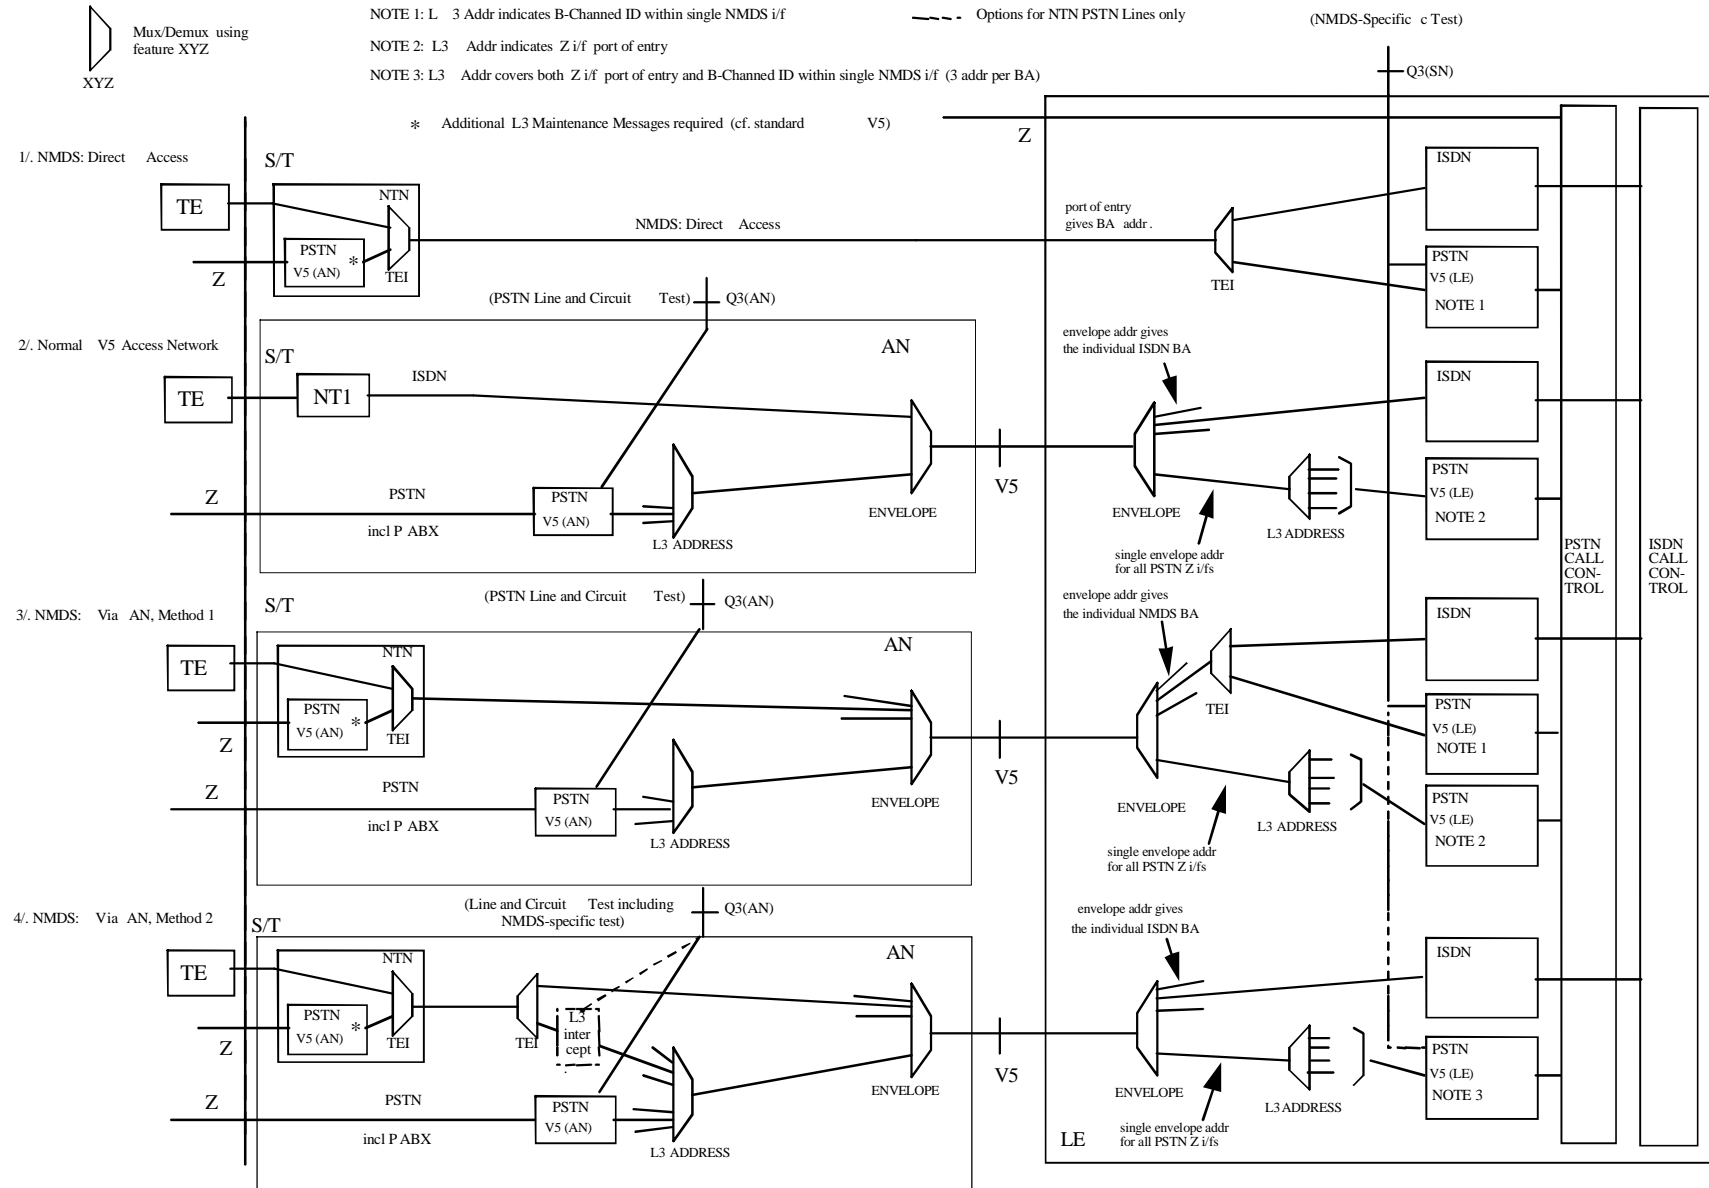 Mux/Demux using
feature XYZ
XYZ
NOTE 1: L 3 Addr indicates B-Channed ID within single NMDS i/f
NOTE 2: L3 Addr indicates Z i/f port of entry
NOTE 3: L3 Addr covers both Z i/f port of entry and B-Channed ID within single NMDS i/f (3 addr per BA)
* Additional L3 Maintenance Messages required (cf. standard V5)
Options for NTN PSTN Lines only
(NMDS-Specific c Test)
Q3(SN)
Z
1/. NMDS: Direct Access
S/T
TE
NTN
PSTN
V5 (AN) *
TEI
Z
NMDS: Direct Access
port of entry
gives BA addr .
TEI
ISDN
PSTN
V5 (LE)
NOTE 1
(PSTN Line and Circuit Test)
Q3(AN)
2/. Normal V5 Access Network
S/T
AN
TE
NT1
ISDN
Z
PSTN
incl P ABX
PSTN
V5 (AN)
L3 ADDRESS
ENVELOPE
V5
envelope addr gives
the individual ISDN BA
ENVELOPE
single envelope addr
for all PSTN Z i/fs
L3 ADDRESS
ISDN
PSTN
V5 (LE)
NOTE 2
PSTN
CALL
CON-
TROL
ISDN
CALL
CON-
TROL
(PSTN Line and Circuit Test)
Q3(AN)
3/. NMDS: Via AN, Method 1
S/T
AN
TE
NTN
PSTN
V5 (AN) *
TEI
Z
Z
PSTN
incl P ABX
PSTN
V5 (AN)
L3 ADDRESS
ENVELOPE
V5
envelope addr gives
the individual NMDS BA
TEI
ENVELOPE
single envelope addr
for all PSTN Z i/fs
L3 ADDRESS
ISDN
PSTN
V5 (LE)
NOTE 1
PSTN
V5 (LE)
NOTE 2
(Line and Circuit Test including
NMDS-specific test)
Q3(AN)
4/. NMDS: Via AN, Method 2
S/T
AN
TE
NTN
PSTN
V5 (AN) *
TEI
Z
TEI
L3
inter
cept
Z
PSTN
incl P ABX
PSTN
V5 (AN)
L3 ADDRESS
ENVELOPE
V5
envelope addr gives
the individual ISDN BA
ENVELOPE
single envelope addr
for all PSTN Z i/fs
L3 ADDRESS
ISDN
PSTN
V5 (LE)
NOTE 3
LE